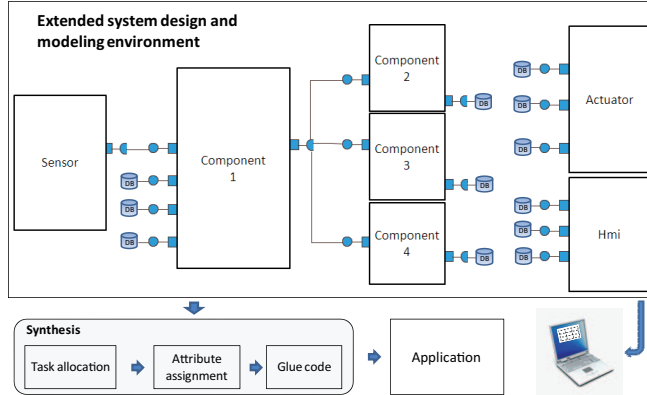 Extended system design and
modeling environment
Component
2
DB
DB
DB
Actuator
DB
Sensor
Component
1
Component
3
DB
DB
DB
DB
DB
DB
Component
4
DB
DB
DB
Hmi
Synthesis
Task allocation
Attribute
assignment
Glue code
Application